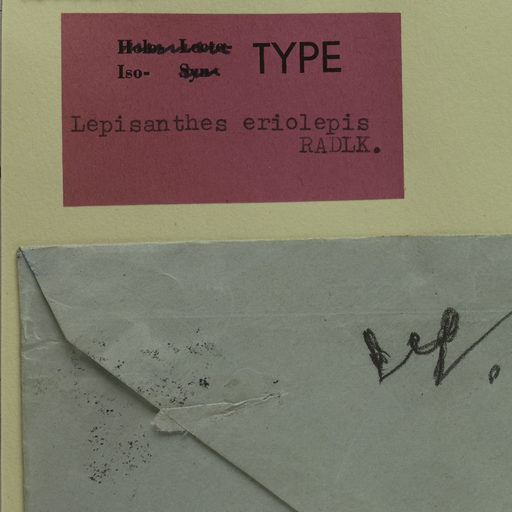 Holo- Lecto- TYPE
Iso- Syn-
Lepisanthes eriolepis
RADLK.